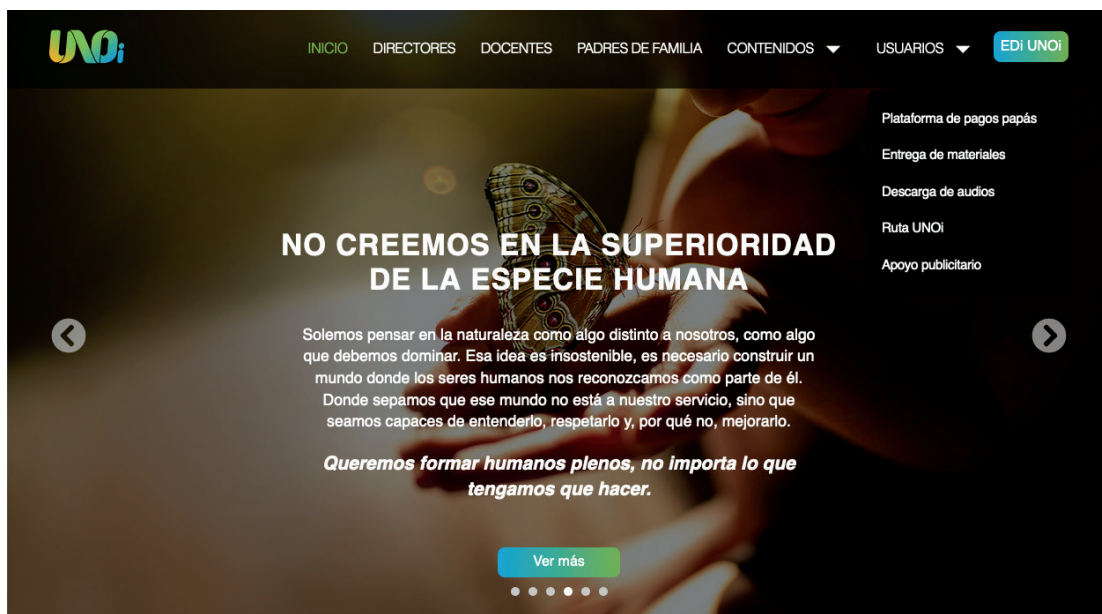 UNOi
INICIO
DIRECTORES
DOCENTES
PADRES DE FAMILIA
CONTENIDOS
USUARIOS
EDi UNOi
Plataforma de pagos papás
Entrega de materiales
Descarga de audios
Ruta UNOi
Apoyo publicitario
NO CREEMOS EN LA SUPERIORIDAD
DE LA ESPECIE HUMANA
Solemos pensar en la naturaleza como algo distinto a nosotros, como algo
que debemos dominar. Esa idea es insostenible, es necesario construir un
mundo donde los seres humanos nos reconozcamos como parte de él.
Donde sepamos que ese mundo no está a nuestro servicio, sino que
seamos capaces de entenderlo, respetarlo y, por qué no, mejorarlo.
Queremos formar humanos plenos, no importa lo que
tengamos que hacer.
Ver más